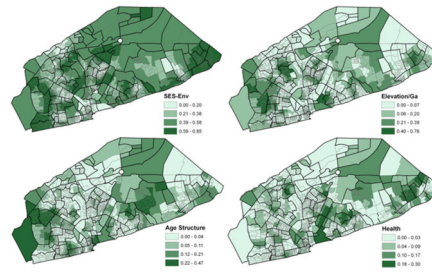 SES-Env
0.00 - 0.20
0.21 - 0.38
0.39 - 0.58
0.59 - 0.85
Elevation/Ga
0.00 - 0.07
0.08 - 0.20
0.21 - 0.39
0.40 - 0.78
Age Structure
0.00 - 0.04
0.05 - 0.11
0.12 - 0.21
0.22 - 0.47
Health
0.00 - 0.03
0.04 - 0.09
0.10 - 0.17
0.18 - 0.30